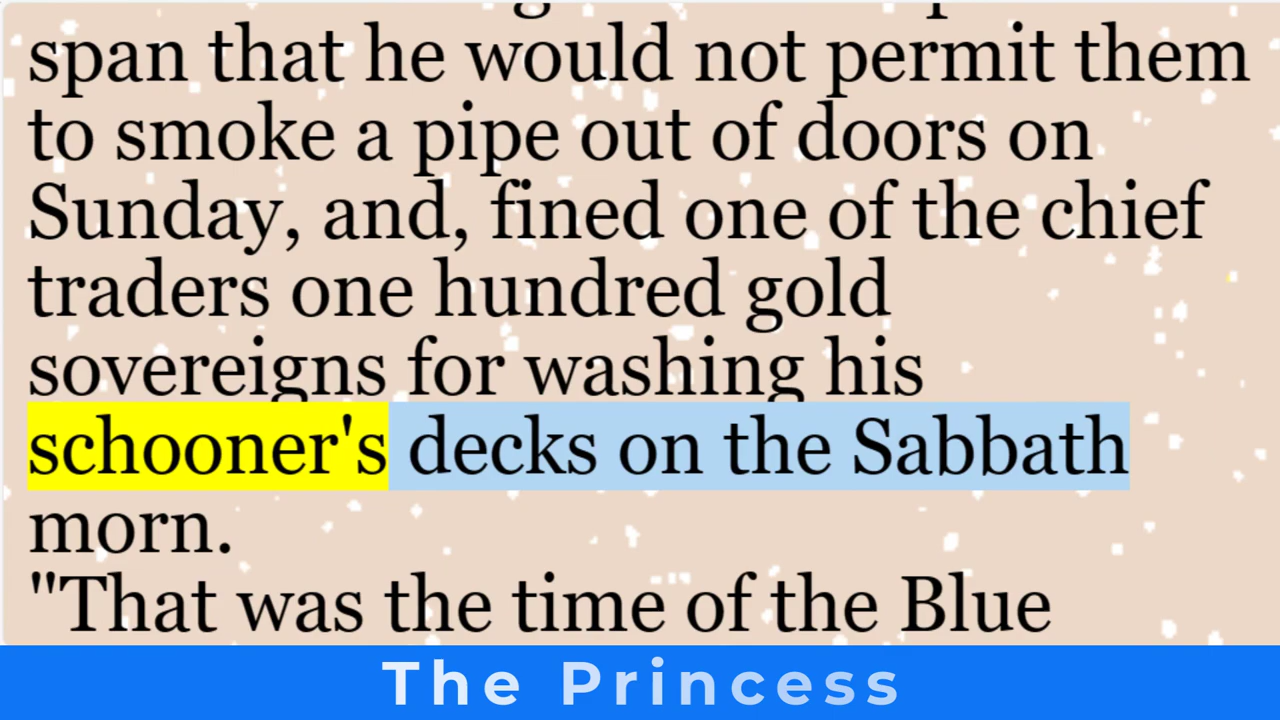 span that he would not permit them
to smoke a pipe out of doors on
Sunday, and, fined one of the chief
traders one hundred gold
sovereigns for washing his
schooner's decks on the Sabbath
morn.
"That was the time of the Blue
The Princess